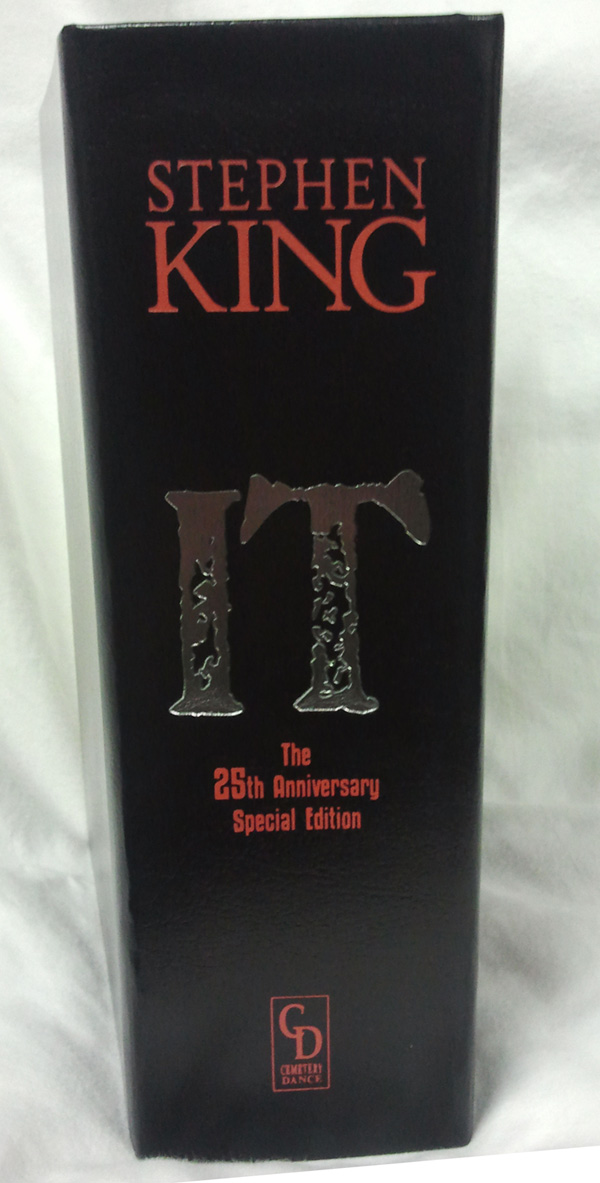 STEPHEN
KING
IT
The
25th Anniversary
Special Edition
CD
CEMETERY
DANCE